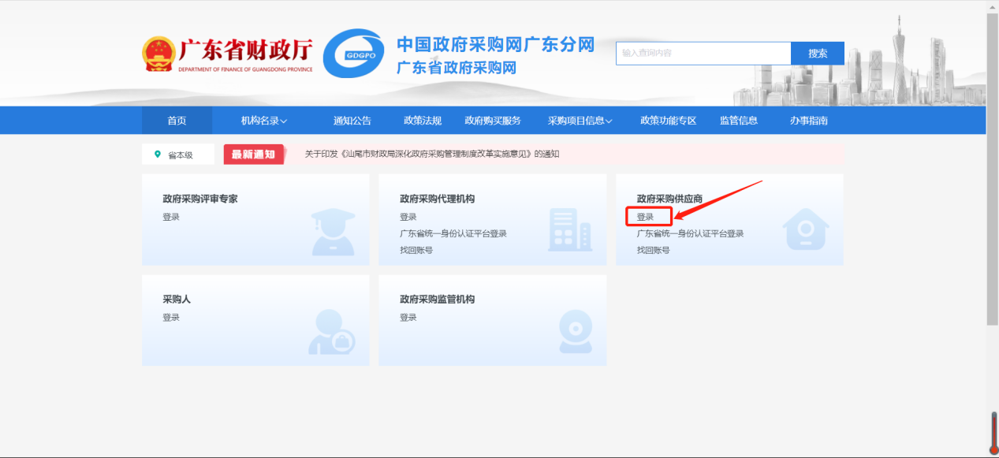 广东省财政厅
DEPARTMENT OF FINANCE OF GUANGDONG PROVINCE
GDGPO
中国政府采购网广东分网
广东省政府采购网
输入查询内容
搜索
首页 机构名录 通知公告 政策法规 政府购买服务 采购项目信息 政策功能专区 监管信息 办事指南
省本级 最新通知 关于印发《汕尾市财政局深化政府采购管理制度改革实施意见》的通知
政府采购评审专家
登录
政府采购代理机构
登录
广东省统一身份认证平台登录
找回账号
政府采购供应商
登录
广东省统一身份认证平台登录
找回账号
采购人
登录
政府采购监管机构
登录